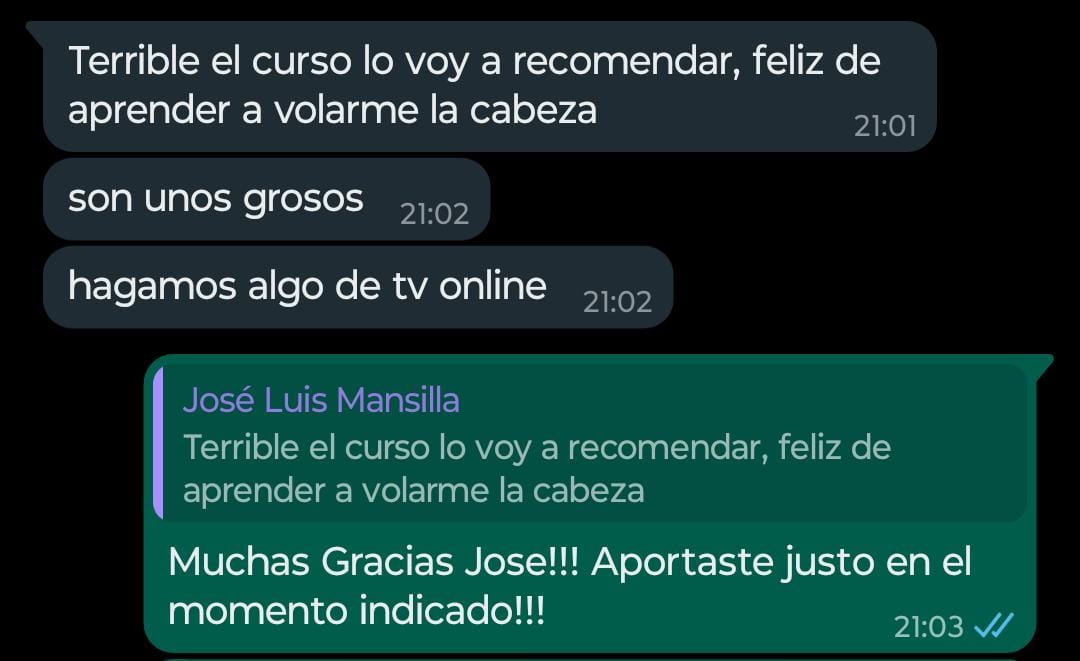 Terrible el curso lo voy a recomendar, feliz de
aprender a volarme la cabeza
21:01
son unos grosos 21:02
hagamos algo de tv online 21:02
José Luis Mansilla
Terrible el curso lo voy a recomendar, feliz de
aprender a volarme la cabeza
Muchas Gracias Jose!!! Aportaste justo en el
momento indicado!!!
21:03